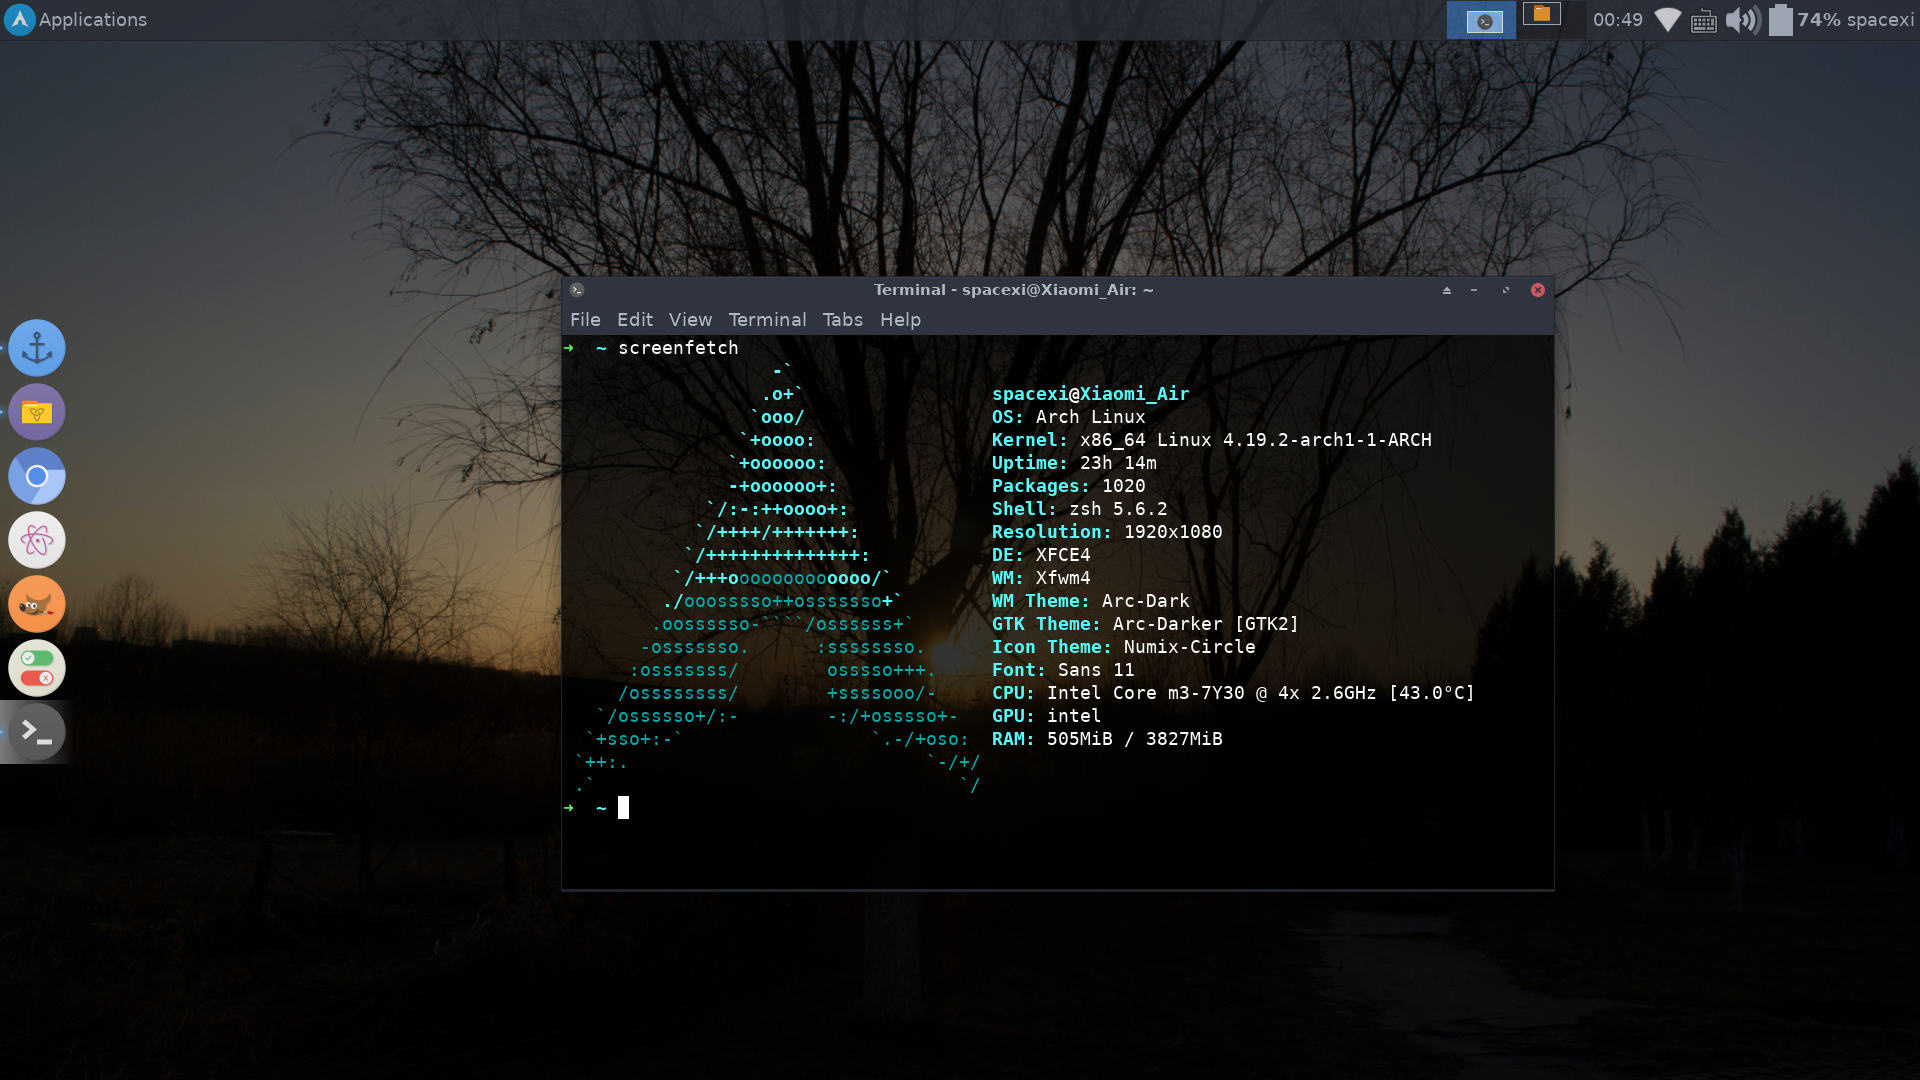 Applications
00:49
74% spacexi
Terminal - spacexi@Xiaomi_Air: ~
File Edit View Terminal Tabs Help
➜  ~ screenfetch
                   -`
                  .o+`                 spacexi@Xiaomi_Air
                 `ooo/                 OS: Arch Linux
                `+oooo:                Kernel: x86_64 Linux 4.19.2-arch1-1-ARCH
               `+oooooo:               Uptime: 23h 14m
               -+oooooo+:              Packages: 1020
             `/:-:++oooo+:             Shell: zsh 5.6.2
            `/++++/+++++++:            Resolution: 1920x1080
           `/++++++++++++++:           DE: XFCE4
          `/+++ooooooooooooo/`         WM: Xfwm4
         ./ooosssso++osssssso+`        WM Theme: Arc-Dark
        .oossssso-````/ossssss+`       GTK Theme: Arc-Darker [GTK2]
       -osssssso.      :ssssssso.      Icon Theme: Numix-Circle
      :osssssss/        osssso+++.     Font: Sans 11
     /ossssssss/        +ssssooo/-     CPU: Intel Core m3-7Y30 @ 4x 2.6GHz [43.0°C]
   `/ossssso+/:-        -:/+osssso+-   GPU: intel
  `+sso+:-`                 `.-/+oso:  RAM: 505MiB / 3827MiB
 `++:.                           `-/+/
 .`                                 `/
➜  ~